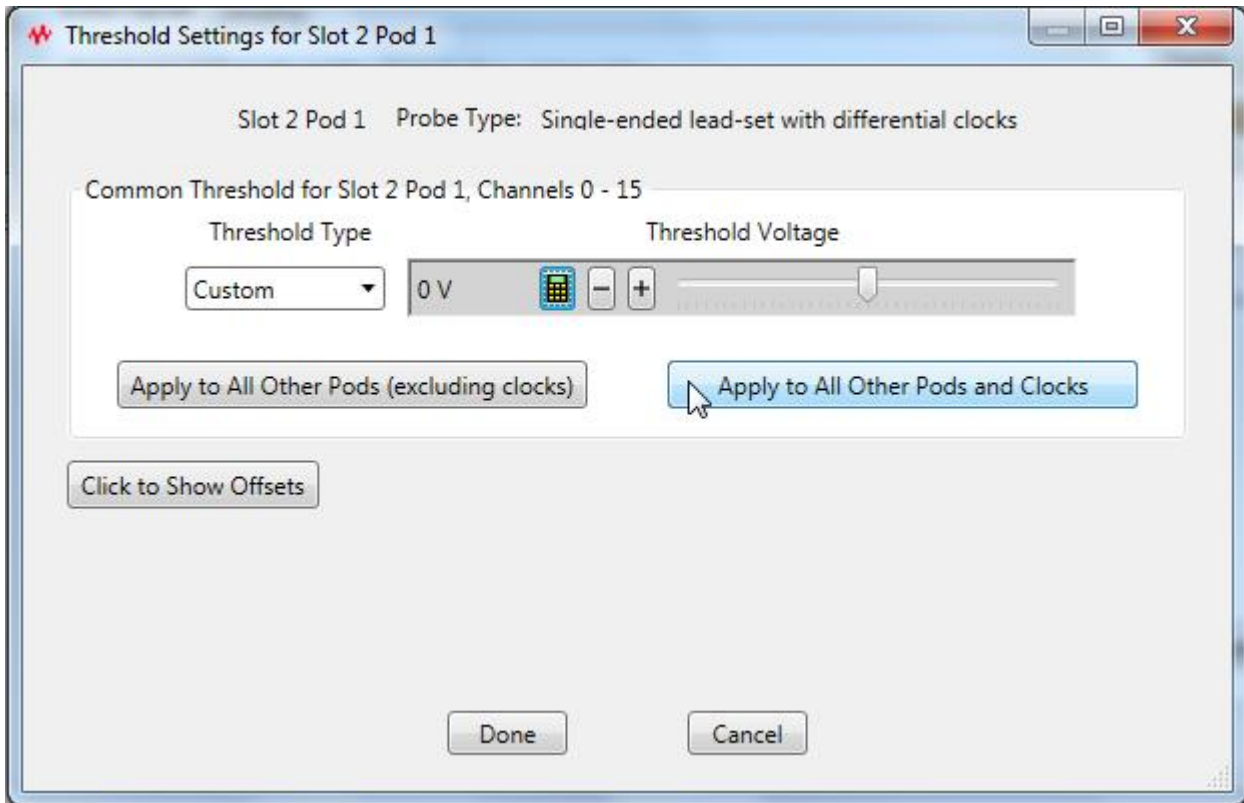 Threshold Settings for Slot 2 Pod 1
Slot 2 Pod 1 Probe Type: Single-ended lead-set with differential clocks
Common Threshold for Slot 2 Pod 1, Channels 0 - 15
Threshold Type Threshold Voltage
Custom 0 V − +
Apply to All Other Pods (excluding clocks) Apply to All Other Pods and Clocks
Click to Show Offsets
Done Cancel